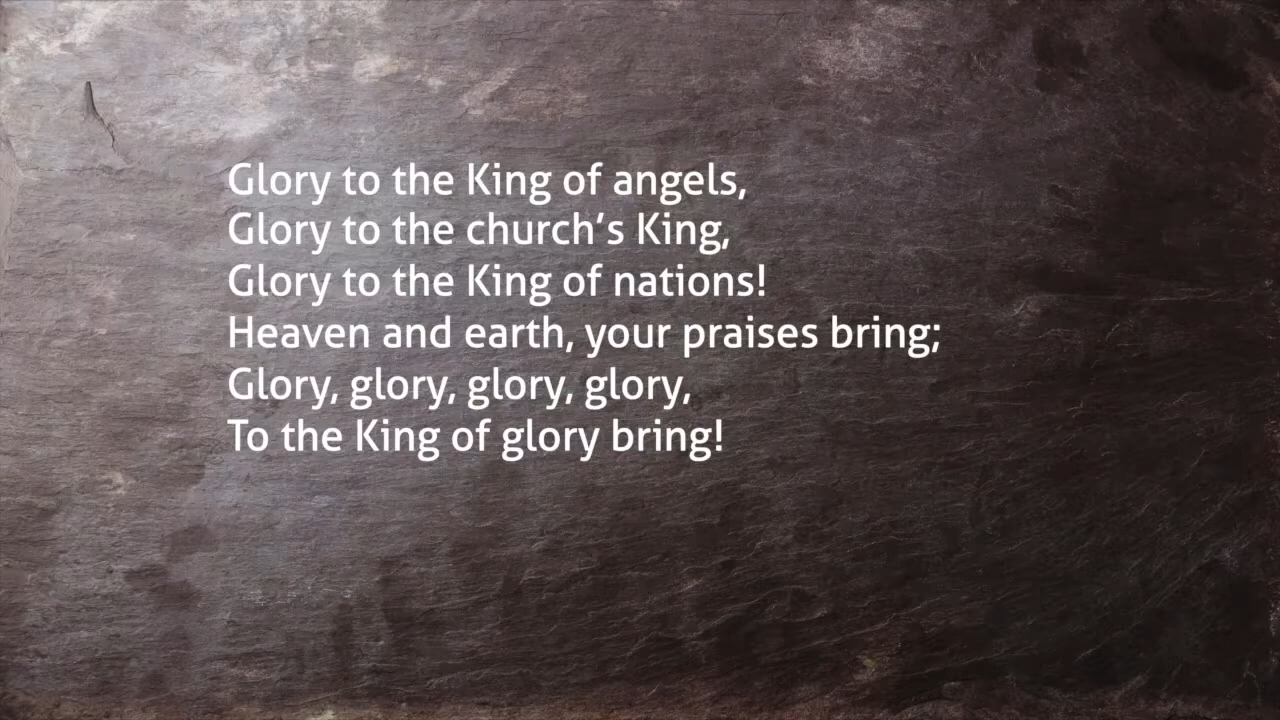 Glory to the King of angels,
Glory to the church’s King,
Glory to the King of nations!
Heaven and earth, your praises bring;
Glory, glory, glory, glory,
To the King of glory bring!